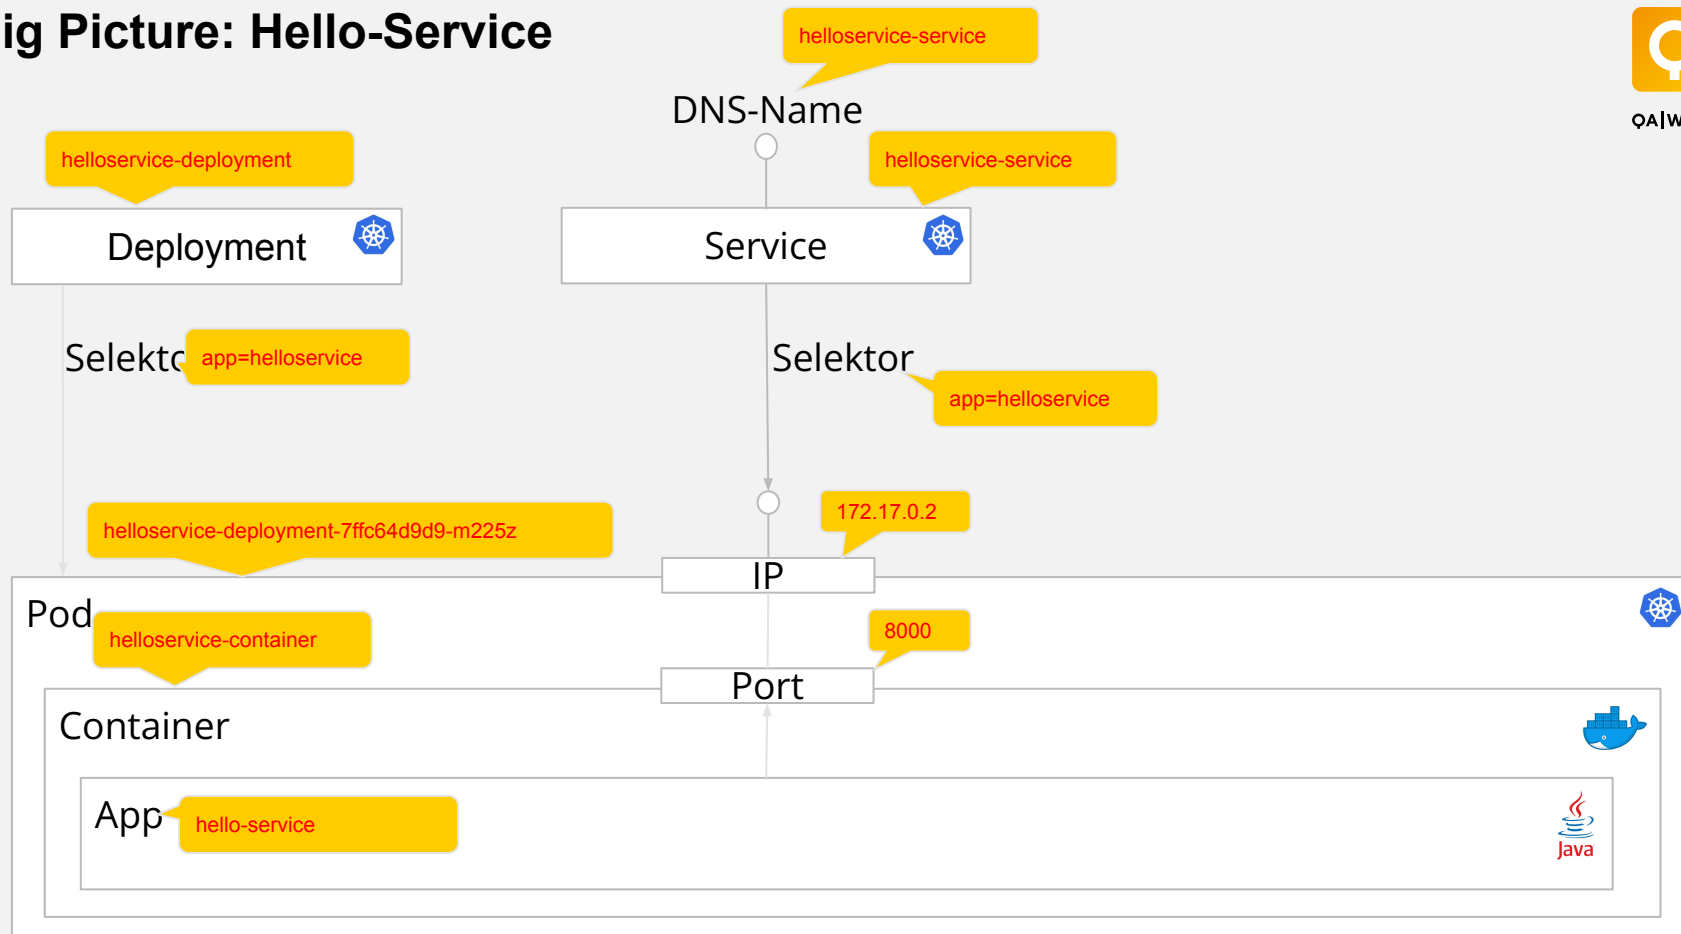 ig Picture: Hello-Service
helloservice-service
DNS-Name
QA|W
helloservice-deployment
helloservice-service
Deployment
Service
Selekto
app=helloservice
Selektor
app=helloservice
helloservice-deployment-7ffc64d9d9-m225z
172.17.0.2
IP
Pod
helloservice-container
8000
Port
Container
App
hello-service
Java